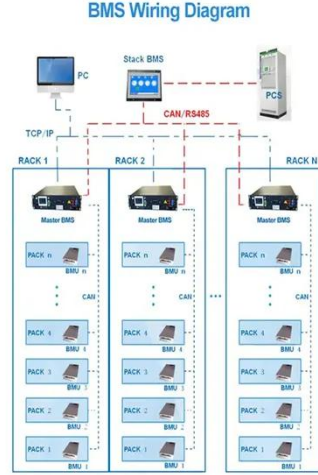 BMS Wiring Diagram
Stack BMS
PC
PCS
CAN/RS485
TCP/IP
RACK 1
RACK 2
RACK N
Master BMS
Master BMS
Master BMS
PACK n
BMU n
PACK n
BMU n
PACK n
BMU n
CAN
CAN
CAN
PACK 4
BMU 4
PACK 4
BMU 4
PACK 4
BMU 4
PACK 3
BMU 3
PACK 3
BMU 3
PACK 3
BMU 3
PACK 2
BMU 2
PACK 2
BMU 2
PACK 2
BMU 2
PACK 1
BMU 1
PACK 1
BMU 1
PACK 1
BMU 1